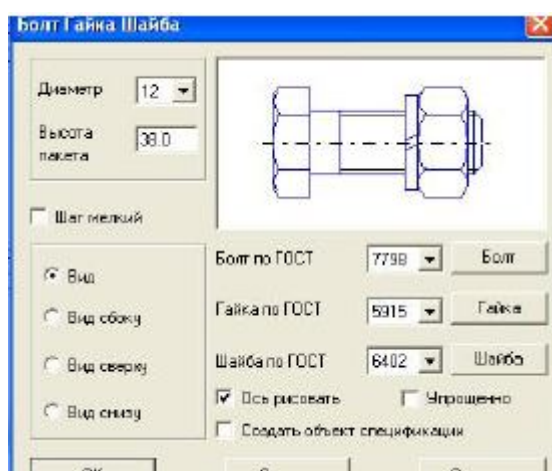 Болт Гайка Шайба
Диаметр 12
Высота пакета 38.0
Шаг мелкий
Вид
Вид сбоку
Вид сверху
Вид снизу
Болт по ГОСТ 7798 Болт
Гайка по ГОСТ 5915 Гайка
Шайба по ГОСТ 6402 Шайба
Ось рисовать Упрощенно
Создать объект спецификации